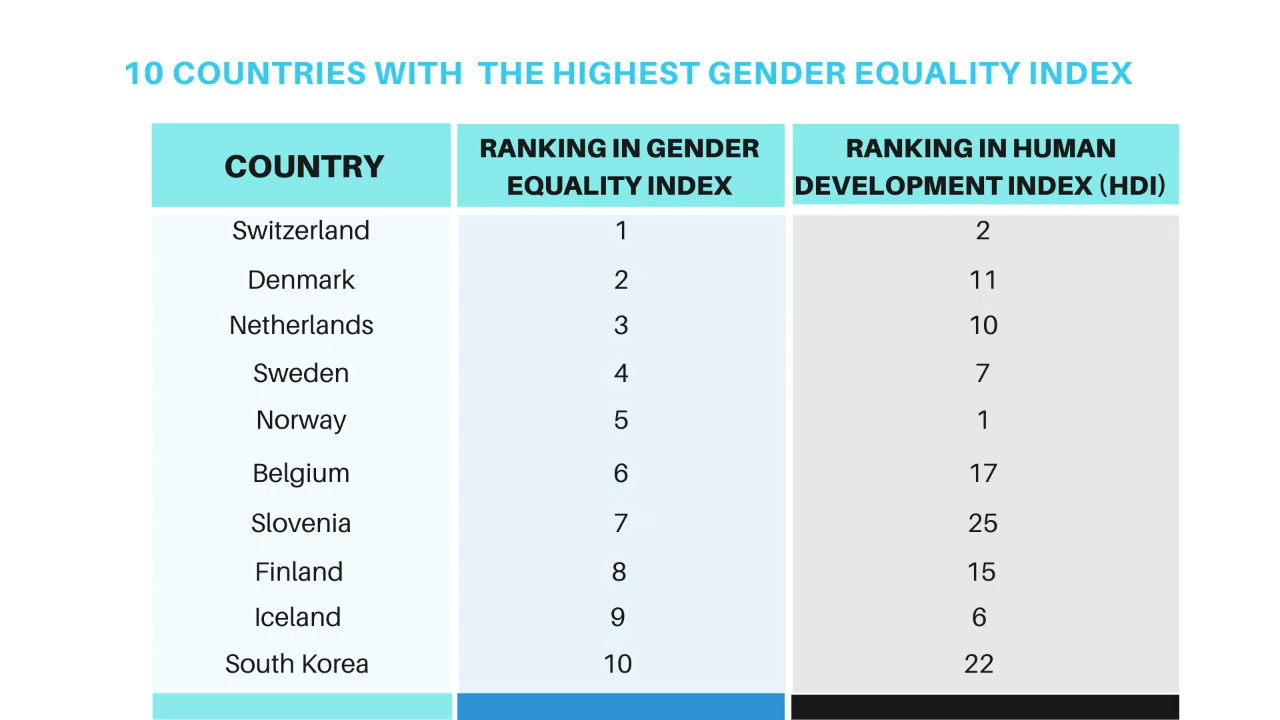 10 COUNTRIES WITH THE HIGHEST GENDER EQUALITY INDEX
COUNTRY
RANKING IN GENDER
EQUALITY INDEX
RANKING IN HUMAN
DEVELOPMENT INDEX (HDI)
Switzerland 1 2
Denmark 2 11
Netherlands 3 10
Sweden 4 7
Norway 5 1
Belgium 6 17
Slovenia 7 25
Finland 8 15
Iceland 9 6
South Korea 10 22